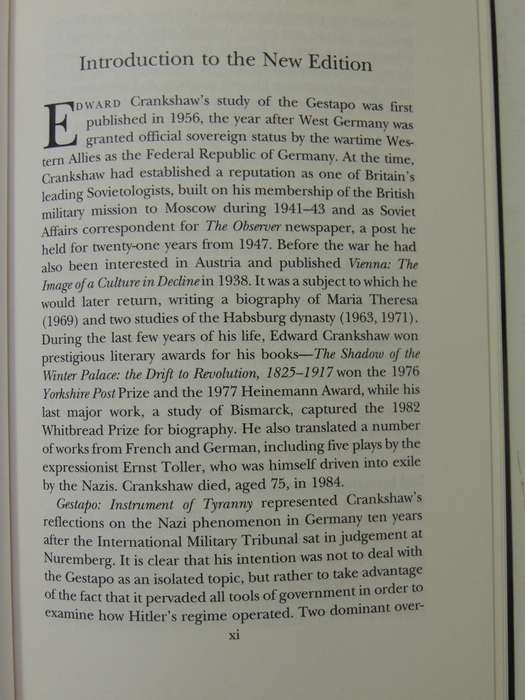 Introduction to the New Edition
EDWARD Crankshaw's study of the Gestapo was first
published in 1956, the year after West Germany was
granted official sovereign status by the wartime Wes-
tern Allies as the Federal Republic of Germany. At the time,
Crankshaw had established a reputation as one of Britain's
leading Sovietologists, built on his membership of the British
military mission to Moscow during 1941–43 and as Soviet
Affairs correspondent for The Observer newspaper, a post he
held for twenty-one years from 1947. Before the war he had
also been interested in Austria and published Vienna: The
Image of a Culture in Decline in 1938. It was a subject to which he
would later return, writing a biography of Maria Theresa
(1969) and two studies of the Habsburg dynasty (1963, 1971).
During the last few years of his life, Edward Crankshaw won
prestigious literary awards for his books—The Shadow of the
Winter Palace: the Drift to Revolution, 1825–1917 won the 1976
Yorkshire Post Prize and the 1977 Heinemann Award, while his
last major work, a study of Bismarck, captured the 1982
Whitbread Prize for biography. He also translated a number
of works from French and German, including five plays by the
expressionist Ernst Toller, who was himself driven into exile
by the Nazis. Crankshaw died, aged 75, in 1984.
Gestapo: Instrument of Tyranny represented Crankshaw's
reflections on the Nazi phenomenon in Germany ten years
after the International Military Tribunal sat in judgement at
Nuremberg. It is clear that his intention was not to deal with
the Gestapo as an isolated topic, but rather to take advantage
of the fact that it pervaded all tools of government in order to
examine how Hitler's regime operated. Two dominant over-
xi